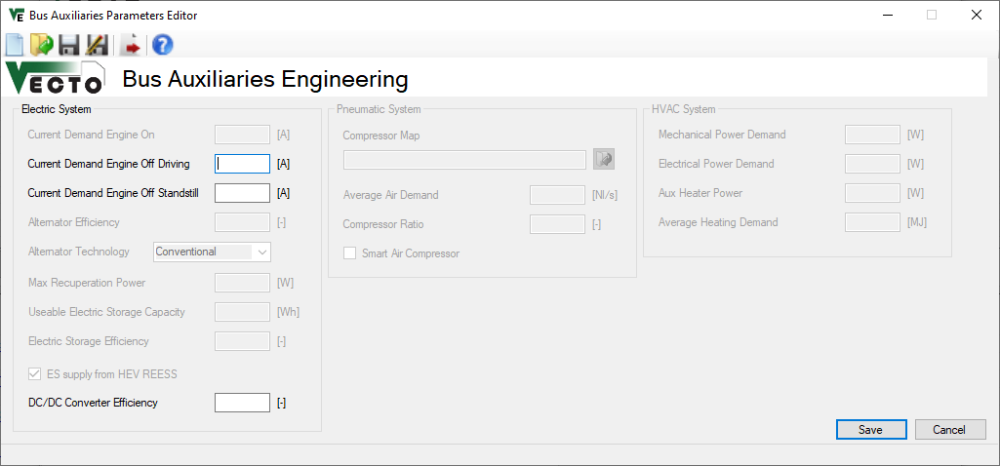 VE Bus Auxiliaries Parameters Editor
VECTO Bus Auxiliaries Engineering
Electric System
Current Demand Engine On [A]
Current Demand Engine Off Driving [A]
Current Demand Engine Off Standstill [A]
Alternator Efficiency [-]
Alternator Technology Conventional
Max Recuperation Power [W]
Useable Electric Storage Capacity [Wh]
Electric Storage Efficiency [-]
ES supply from HEV REESS
DC/DC Converter Efficiency [-]
Pneumatic System
Compressor Map
Average Air Demand [Nl/s]
Compressor Ratio [-]
Smart Air Compressor
HVAC System
Mechanical Power Demand [W]
Electrical Power Demand [W]
Aux Heater Power [W]
Average Heating Demand [MJ]
Save Cancel